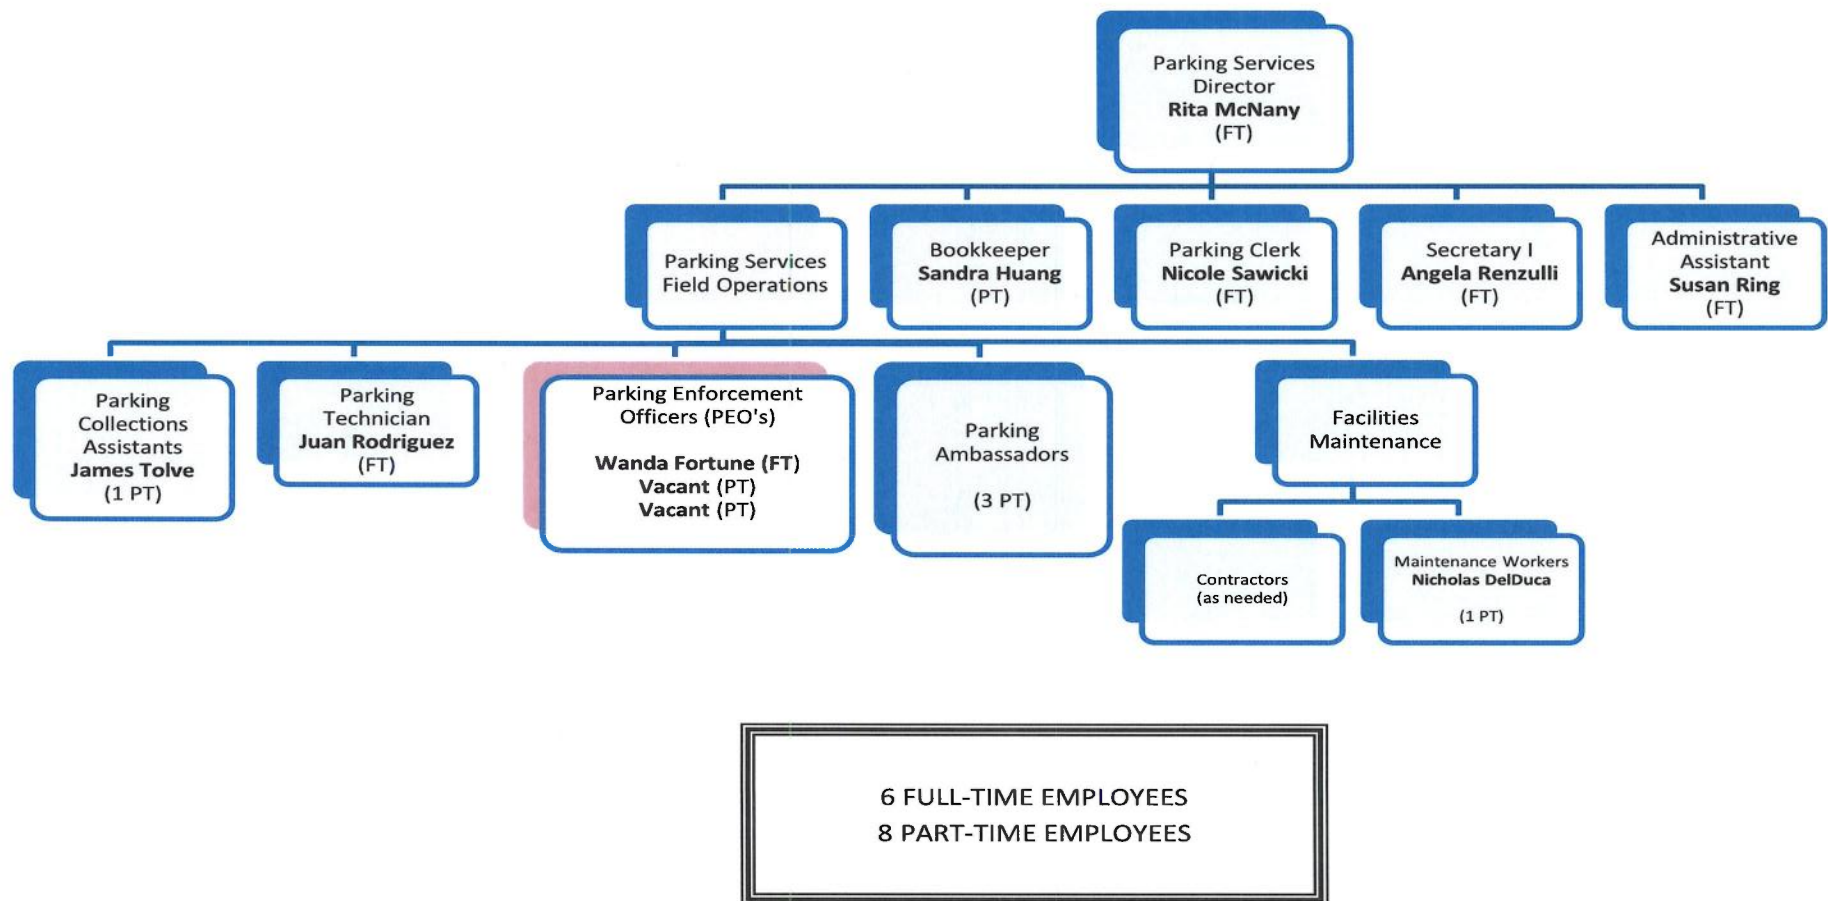 Parking Services
Director
Rita McNany
(FT)
Parking Services
Field Operations
Bookkeeper
Sandra Huang
(PT)
Parking Clerk
Nicole Sawicki
(FT)
Secretary I
Angela Renzulli
(FT)
Administrative
Assistant
Susan Ring
(FT)
Parking
Collections
Assistants
James Tolve
(1 PT)
Parking
Technician
Juan Rodriguez
(FT)
Parking Enforcement
Officers (PEO's)
Wanda Fortune (FT)
Vacant (PT)
Vacant (PT)
Parking
Ambassadors
(3 PT)
Facilities
Maintenance
Contractors
(as needed)
Maintenance Workers
Nicholas DelDuca
(1 PT)
6 FULL-TIME EMPLOYEES
8 PART-TIME EMPLOYEES